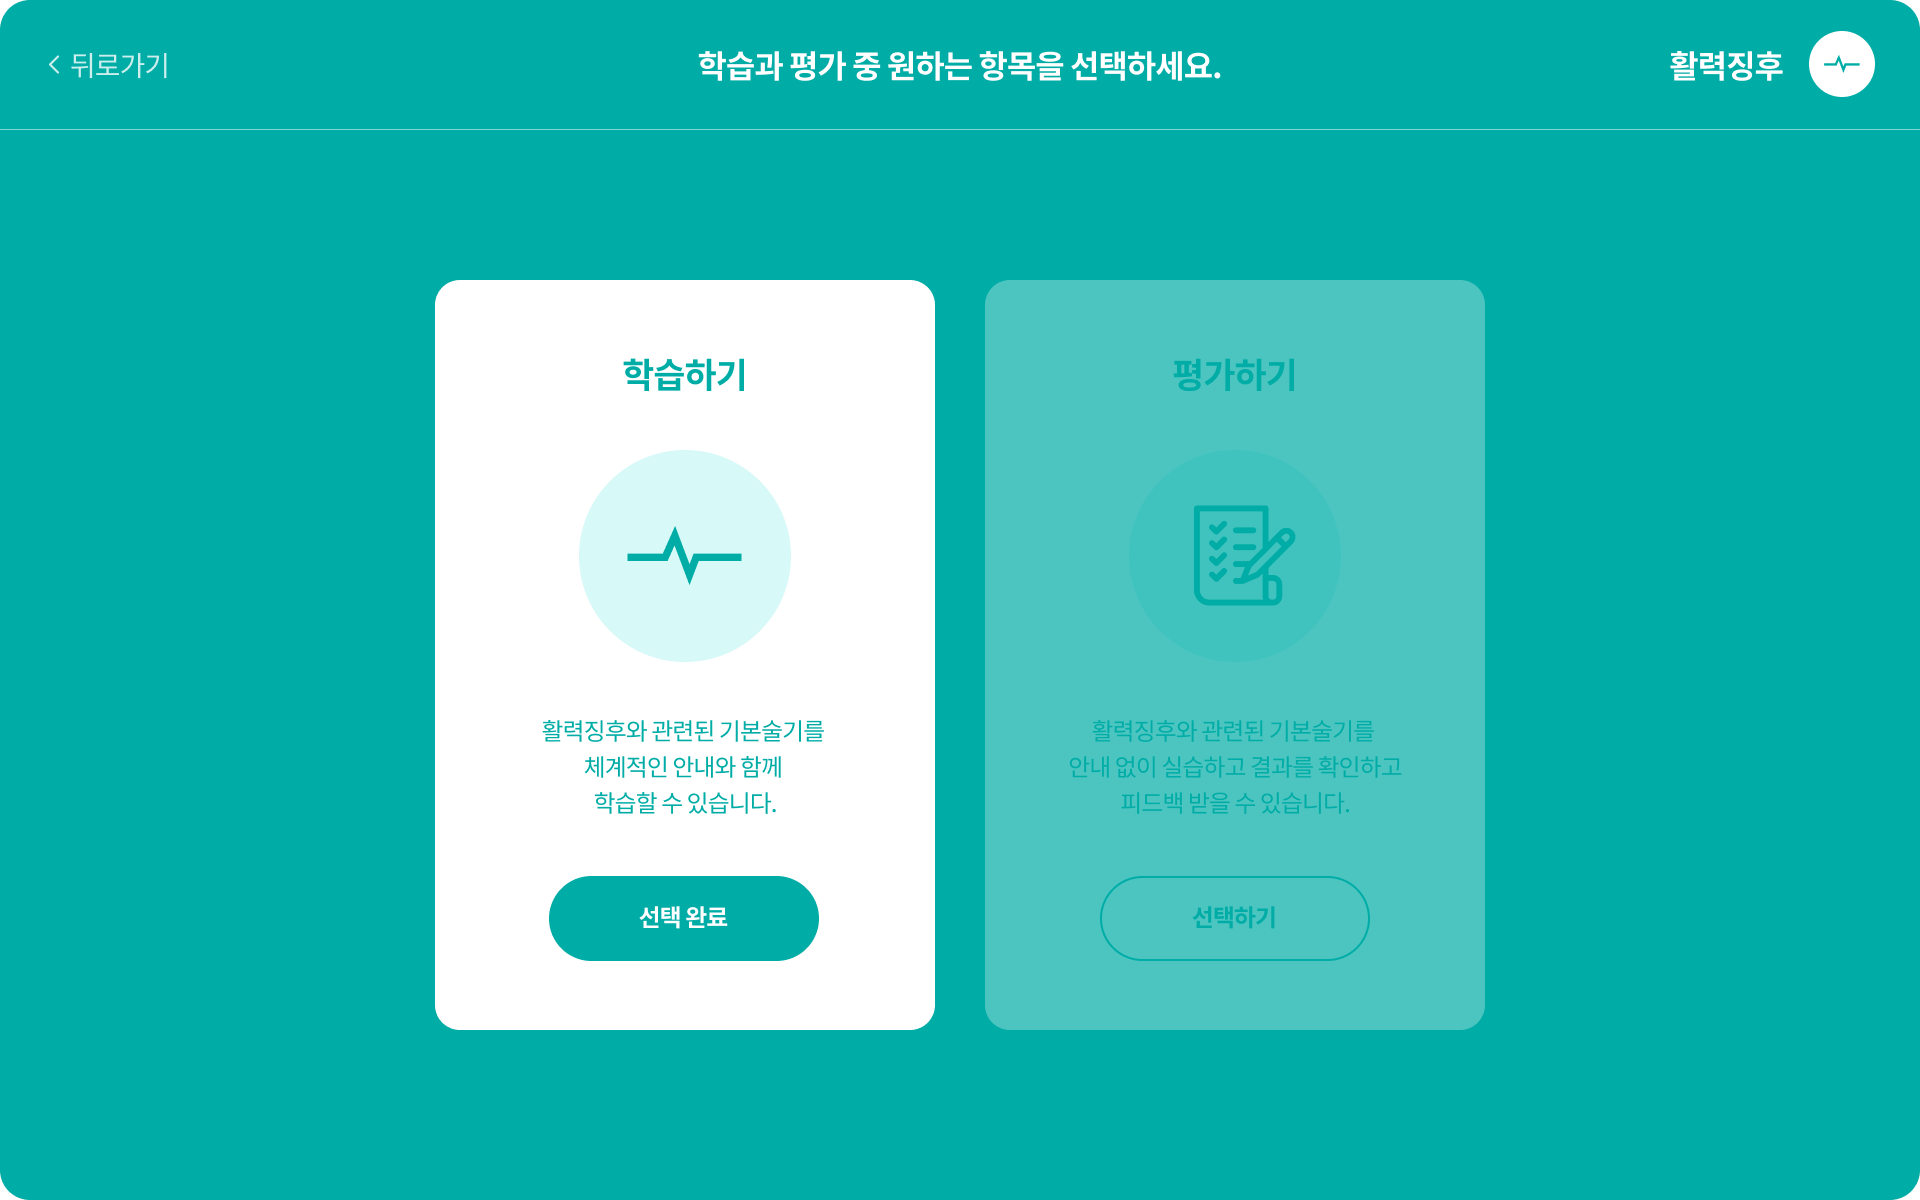 뒤로가기
학습과 평가 중 원하는 항목을 선택하세요.
활력징후
학습하기
활력징후와 관련된 기본술기를
체계적인 안내와 함께
학습할 수 있습니다.
선택 완료
평가하기
활력징후와 관련된 기본술기를
안내 없이 실습하고 결과를 확인하고
피드백 받을 수 있습니다.
선택하기